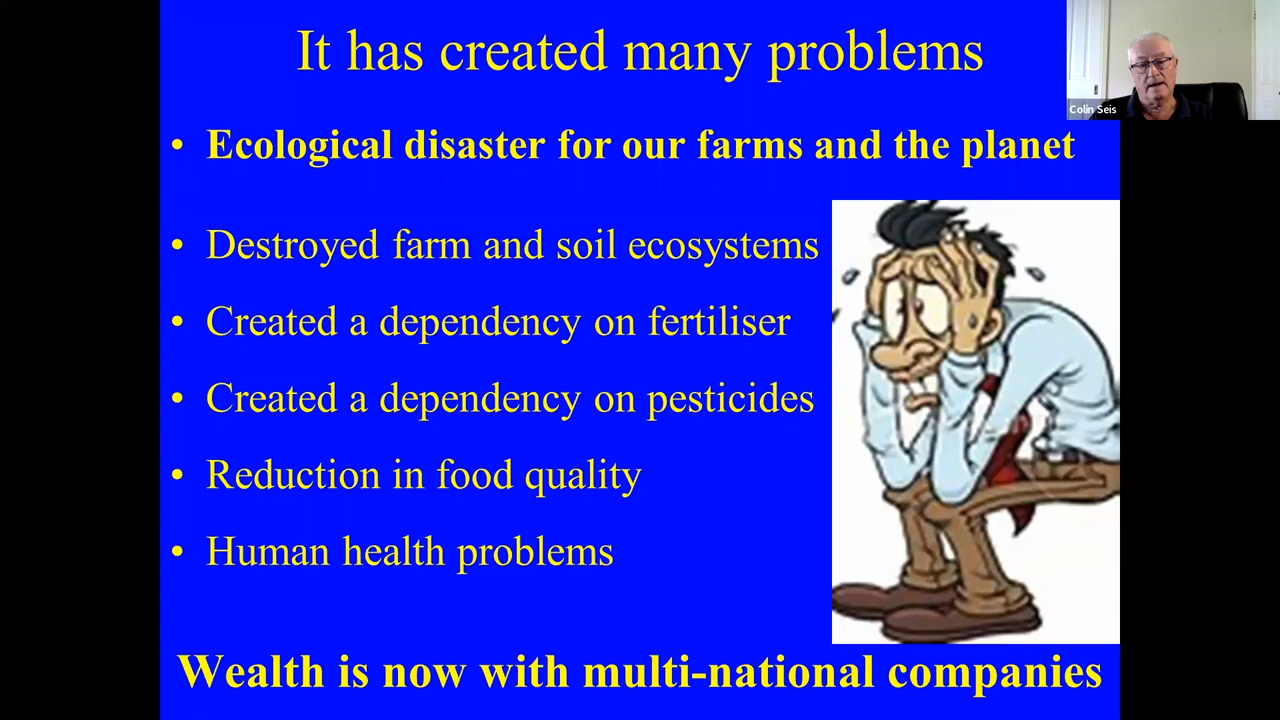 It has created many problems
Colin Seis
• Ecological disaster for our farms and the planet
• Destroyed farm and soil ecosystems
• Created a dependency on fertiliser
• Created a dependency on pesticides
• Reduction in food quality
• Human health problems
Wealth is now with multi-national companies